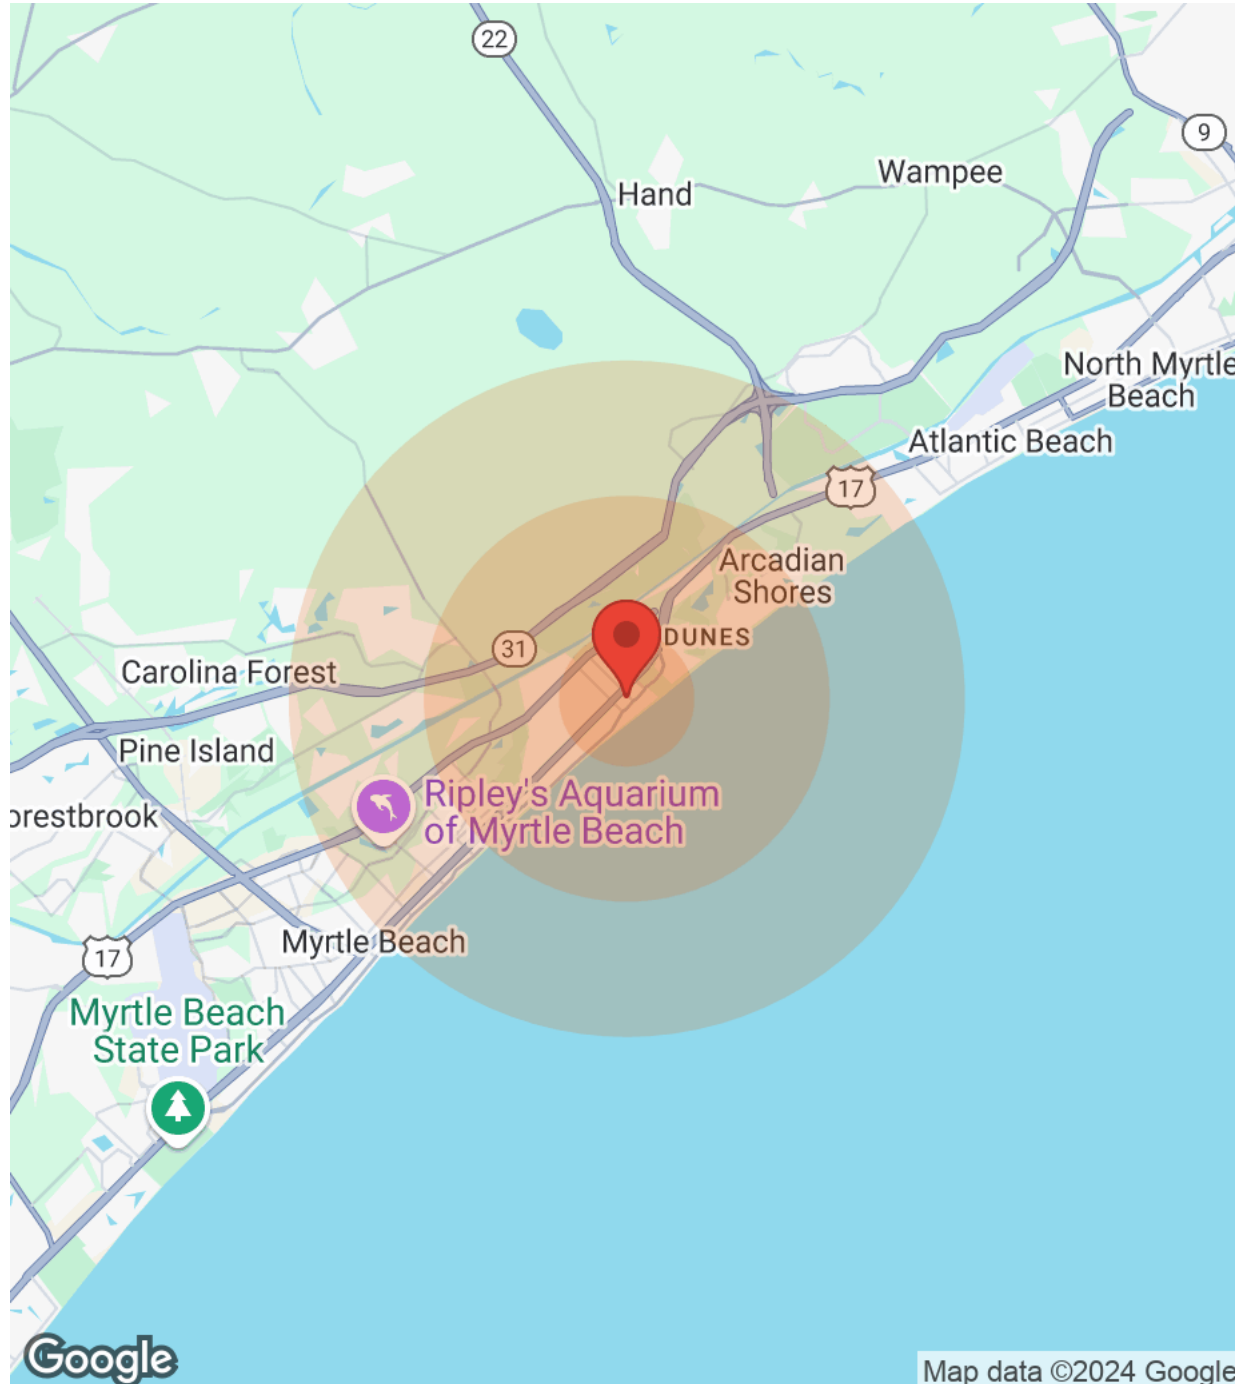 22
9
Wampee
Hand
North Myrtle
Beach
Atlantic Beach
17
Arcadian
Shores
DUNES
31
Carolina Forest
Pine Island
Ripley's Aquarium
of Myrtle Beach
orestbrook
Myrtle Beach
17
Myrtle Beach
State Park
Google
Map data ©2024 Google